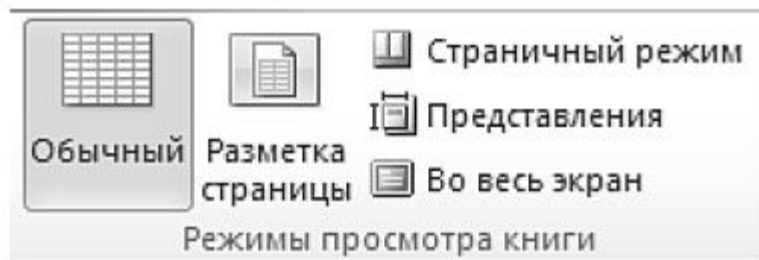 Обычный
Разметка
страницы
Страничный режим
Представления
Во весь экран
Режимы просмотра книги